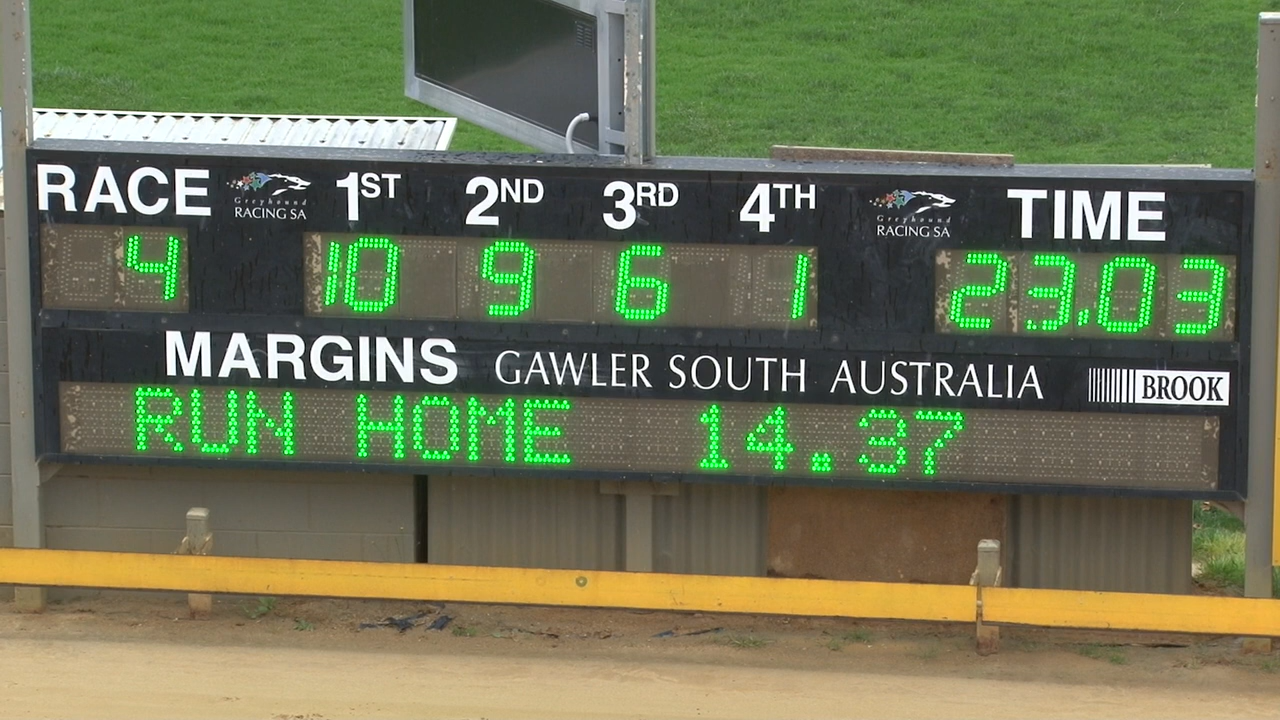 RACE Greyhound RACING SA 1ST 2ND 3RD 4TH Greyhound RACING SA TIME
4 10 9 6 1 23.03
MARGINS GAWLER SOUTH AUSTRALIA BROOK
RUN HOME 14.37